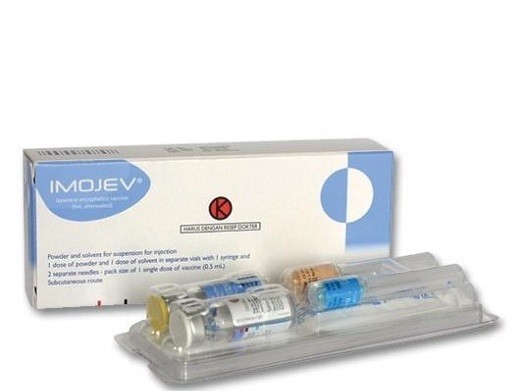 IMOJEV®
Japanese encephalitis vaccine
(live, attenuated)
K
HARUS DENGAN RESEP DOKTER
Powder and solvent for suspension for injection
1 dose of powder and 1 dose of solvent in separate vials with 1 syringe and
2 separate needles - pack size of 1 single dose of vaccine (0.5 mL)
Subcutaneous route